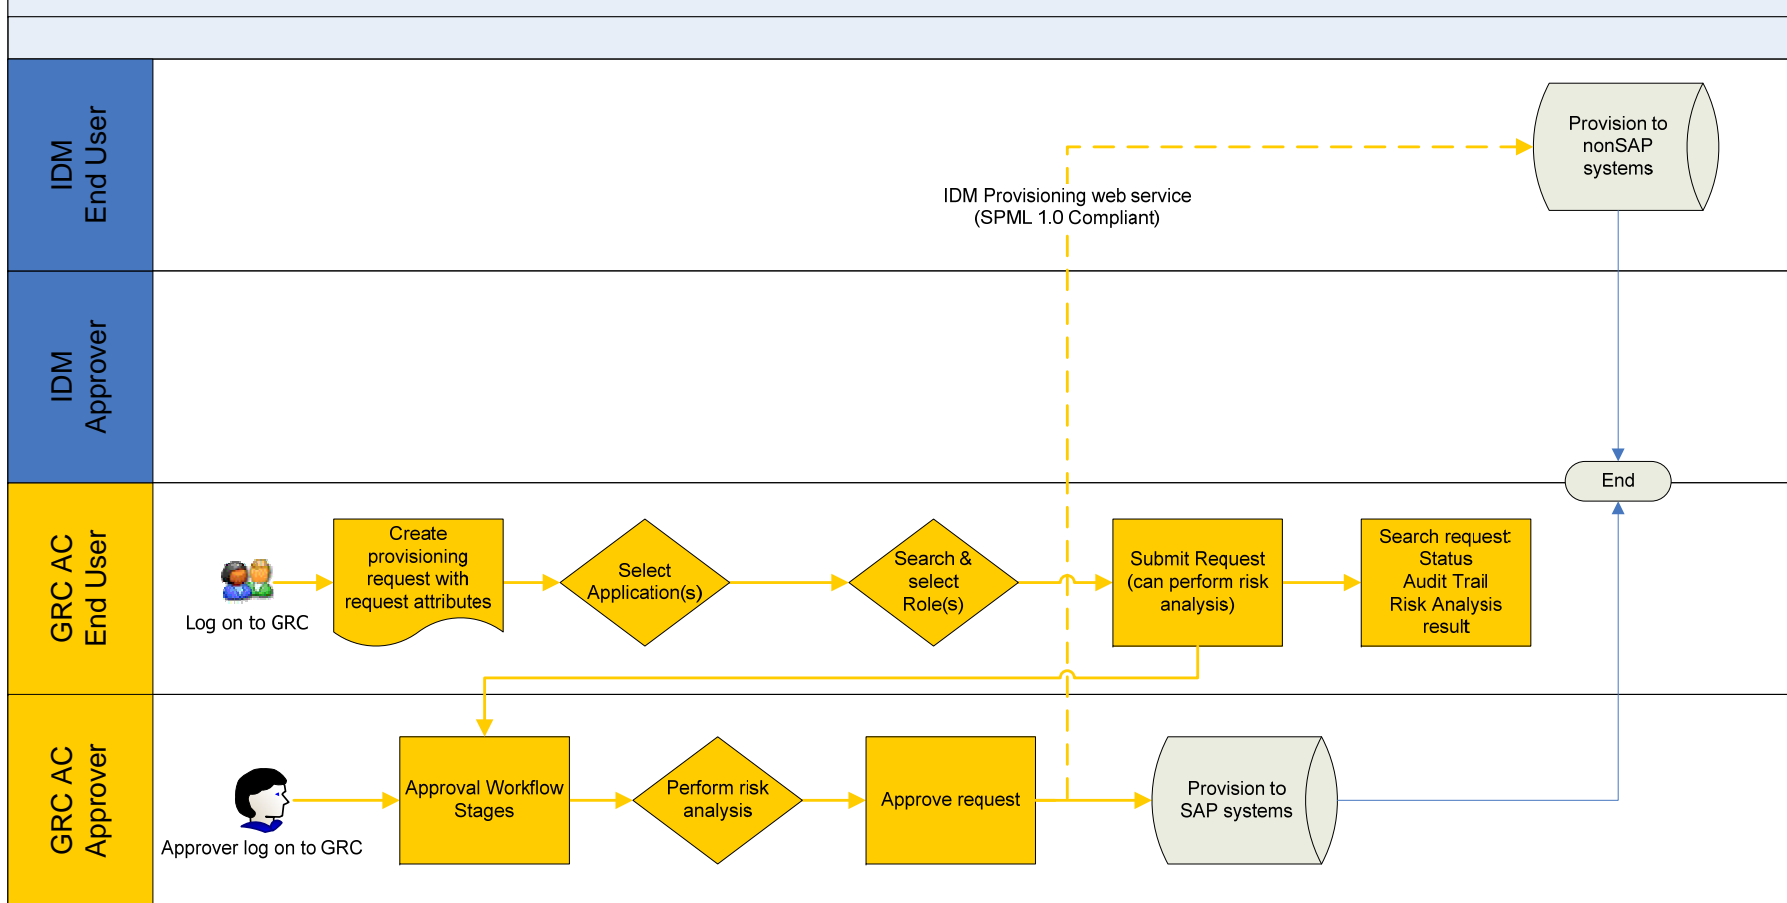 IDM
End User
Provision to
nonSAP
systems
IDM Provisioning web service
(SPML 1.0 Compliant)
IDM
Approver
End
GRC AC
End User
Log on to GRC
Create
provisioning
request with
request attributes
Select
Application(s)
Search &
select
Role(s)
Submit Request
(can perform risk
analysis)
Search request:
Status
Audit Trail
Risk Analysis
result
GRC AC
Approver
Approver log on to GRC
Approval Workflow
Stages
Perform risk
analysis
Approve request
Provision to
SAP systems